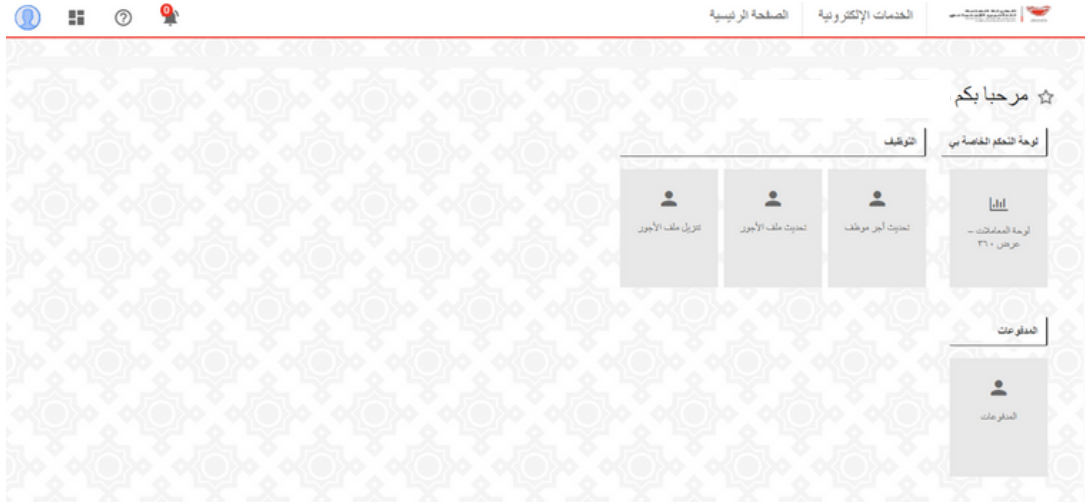 الخدمات الإلكترونية
الصفحة الرئيسية
0
مرحبا بكم
لوحة التحكم الخاصة بي
التوظيف
لوحة المعاملات –
عرض ٣٦٠
تحديث أجر موظف
تحديث ملف الأجور
تنزيل ملف الأجور
المدفوعات
المدفوعات